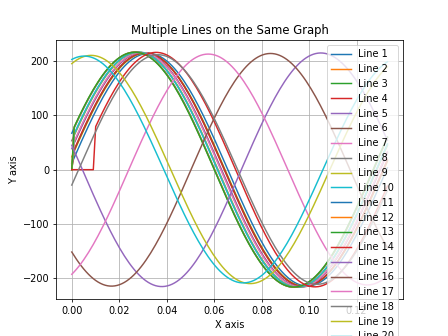 Multiple Lines on the Same Graph
Y axis
200
100
0
−100
−200
0.00
0.02
0.04
0.06
0.08
0.10
X axis
Line 1
Line 2
Line 3
Line 4
Line 5
Line 6
Line 7
Line 8
Line 9
Line 10
Line 11
Line 12
Line 13
Line 14
Line 15
Line 16
Line 17
Line 18
Line 19
Line 20